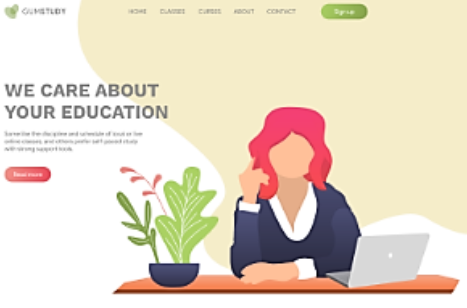 GUMSTUDY
HOME CLASSES CURSES ABOUT CONTACT Sign up
WE CARE ABOUT
YOUR EDUCATION
Some like the discipline and schedule of local or live
online classes, and others prefer self-paced study
with strong support tools.
Read more